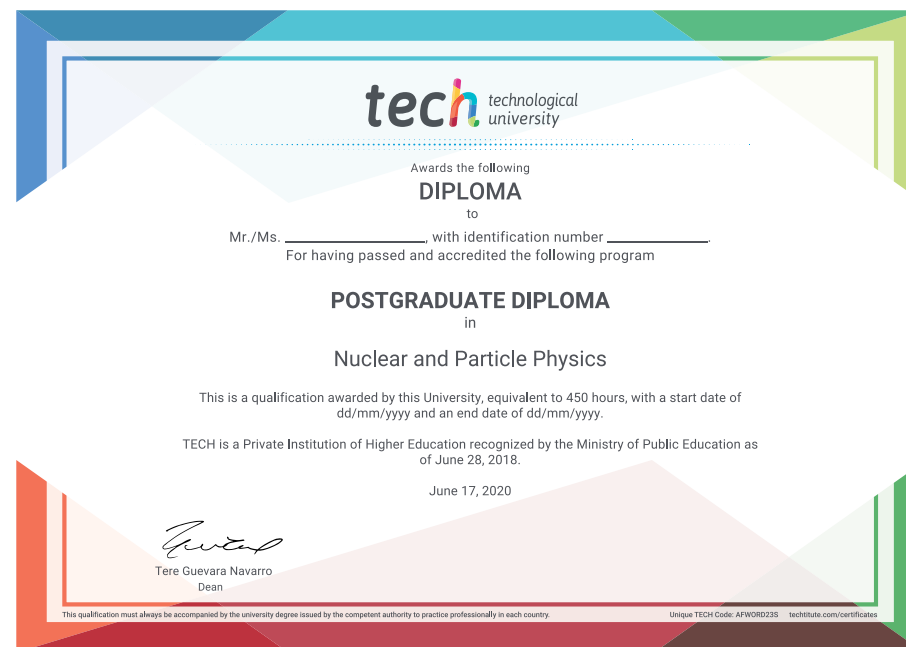 tech technological
university
Awards the following
DIPLOMA
to
Mr./Ms. ____________________, with identification number ______________.
For having passed and accredited the following program
POSTGRADUATE DIPLOMA
in
Nuclear and Particle Physics
This is a qualification awarded by this University, equivalent to 450 hours, with a start date of
dd/mm/yyyy and an end date of dd/mm/yyyy.
TECH is a Private Institution of Higher Education recognized by the Ministry of Public Education as
of June 28, 2018.
June 17, 2020
Tere Guevara Navarro
Dean
This qualification must always be accompanied by the university degree issued by the competent authority to practice professionally in each country. Unique TECH Code: AFWORD23S techtitute.com/certificates